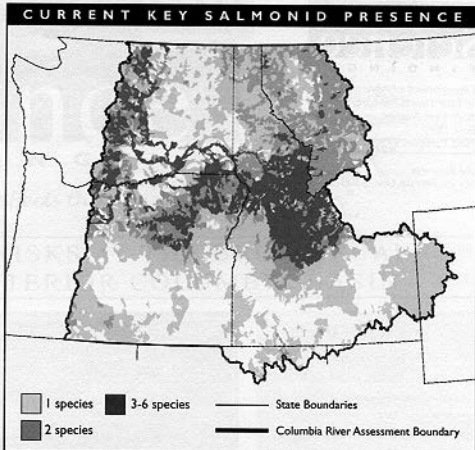 CURRENT KEY SALMONID PRESENCE
1 species
3-6 species
State Boundaries
2 species
Columbia River Assessment Boundary